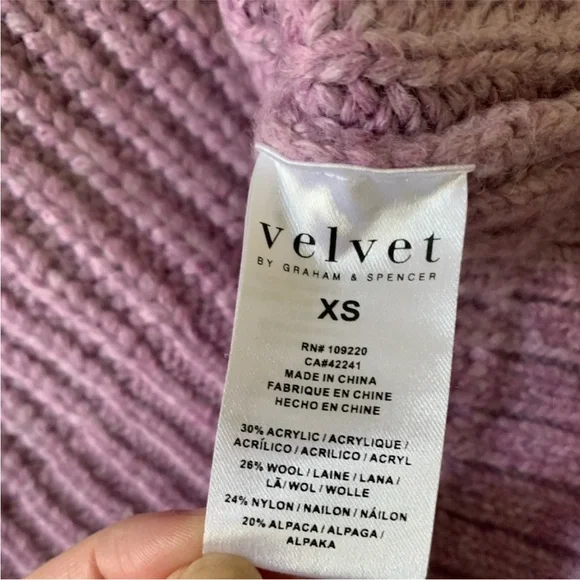 velvet
BY GRAHAM & SPENCER
XS
RN# 109220
CA#42241
MADE IN CHINA
FABRIQUE EN CHINE
HECHO EN CHINE
30% ACRYLIC / ACRYLIQUE /
ACRÍLICO / ACRILICO / ACRYL
26% WOOL / LAINE / LANA /
LÃ / WOL / WOLLE
24% NYLON / NAILON / NÁILON
20% ALPACA / ALPAGA /
ALPAKA